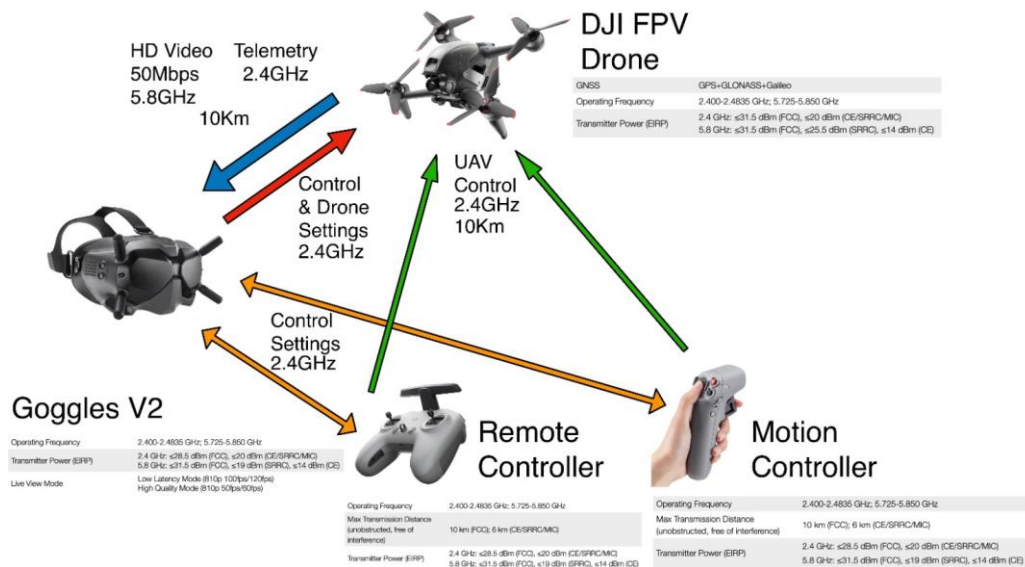 DJI FPV
Drone
GNSS GPS+GLONASS+Galileo
Operating Frequency 2.400-2.4835 GHz; 5.725-5.850 GHz
Transmitter Power (EIRP) 2.4 GHz: ≤31.5 dBm (FCC), ≤20 dBm (CE/SRRC/MIC)
5.8 GHz: ≤31.5 dBm (FCC), ≤25.5 dBm (SRRC), ≤14 dBm (CE)
HD Video
50Mbps
5.8GHz
Telemetry
2.4GHz
10Km
Control
& Drone
Settings
2.4GHz
UAV
Control
2.4GHz
10Km
Control
Settings
2.4GHz
Goggles V2
Operating Frequency 2.400-2.4835 GHz; 5.725-5.850 GHz
Transmitter Power (EIRP) 2.4 GHz: ≤28.5 dBm (FCC), ≤20 dBm (CE/SRRC/MIC)
5.8 GHz: ≤31.5 dBm (FCC), ≤19 dBm (SRRC), ≤14 dBm (CE)
Live View Mode Low Latency Mode (810p 100fps/120fps)
High Quality Mode (810p 50fps/60fps)
Remote
Controller
Operating Frequency 2.400-2.4835 GHz; 5.725-5.850 GHz
Max Transmission Distance
(unobstructed, free of
interference) 10 km (FCC); 6 km (CE/SRRC/MIC)
Transmitter Power (EIRP) 2.4 GHz: ≤28.5 dBm (FCC), ≤20 dBm (CE/SRRC/MIC)
5.8 GHz: ≤31.5 dBm (FCC), ≤19 dBm (SRRC), ≤14 dBm (CE)
Motion
Controller
Operating Frequency 2.400-2.4835 GHz; 5.725-5.850 GHz
Max Transmission Distance
(unobstructed, free of interference) 10 km (FCC); 6 km (CE/SRRC/MIC)
Transmitter Power (EIRP) 2.4 GHz: ≤28.5 dBm (FCC), ≤20 dBm (CE/SRRC/MIC)
5.8 GHz: ≤31.5 dBm (FCC), ≤19 dBm (SRRC), ≤14 dBm (CE)